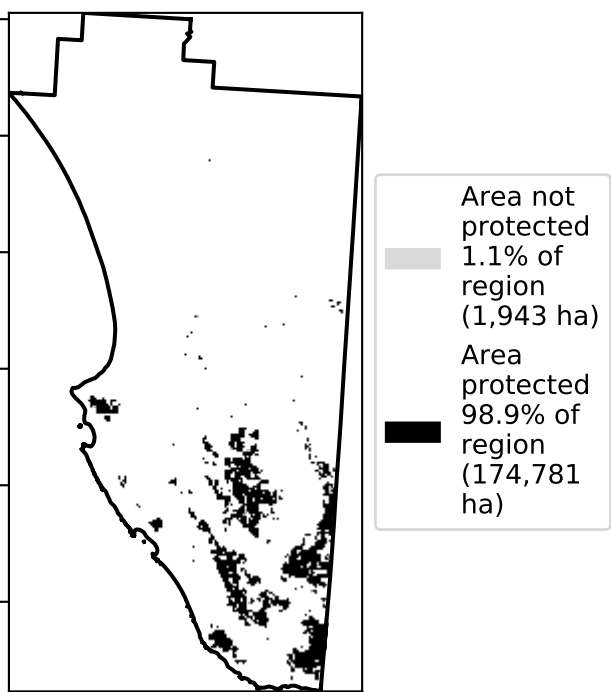 Area not
protected
1.1% of
region
(1,943 ha)
Area
protected
98.9% of
region
(174,781
ha)